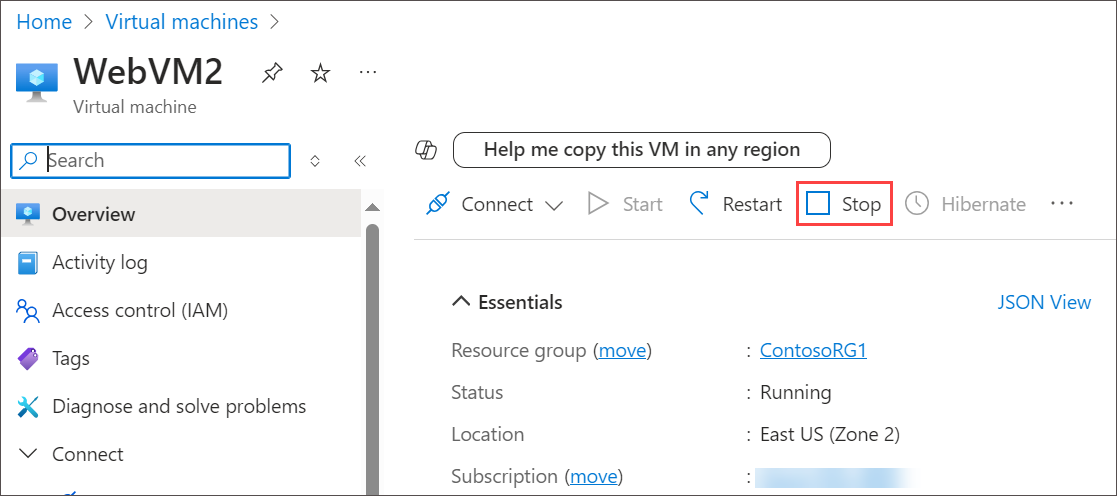 Home > Virtual machines >
WebVM2
Virtual machine
Search
Overview
Activity log
Access control (IAM)
Tags
Diagnose and solve problems
Connect
Help me copy this VM in any region
Connect Start Restart Stop Hibernate ...
Essentials JSON View
Resource group (move) : ContosoRG1
Status : Running
Location : East US (Zone 2)
Subscription (move) :